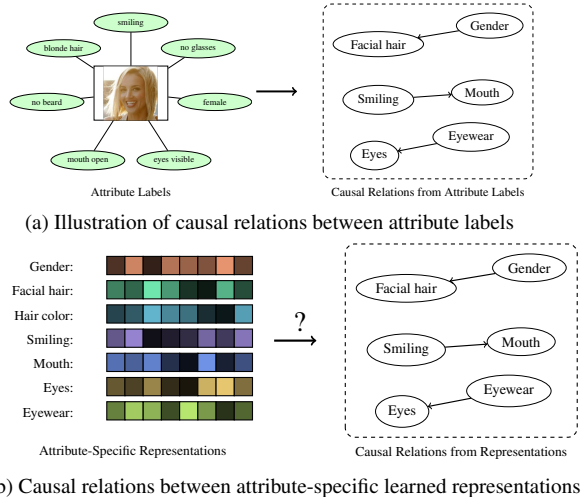 smiling
blonde hair
no glasses
no beard
female
mouth open
eyes visible
Attribute Labels
Gender
Facial hair
Smiling
Mouth
Eyewear
Eyes
Causal Relations from Attribute Labels
(a) Illustration of causal relations between attribute labels
Gender:
Facial hair:
Hair color:
Smiling:
Mouth:
Eyes:
Eyewear:
Attribute-Specific Representations
?
Gender
Facial hair
Smiling
Mouth
Eyewear
Eyes
Causal Relations from Representations
b) Causal relations between attribute-specific learned representations